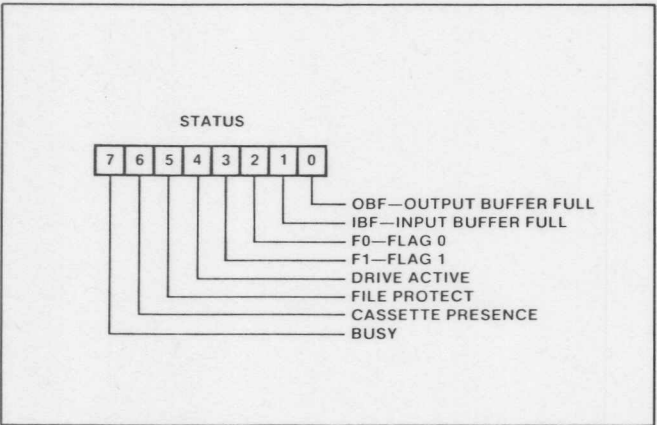 STATUS
7 6 5 4 3 2 1 0
OBF—OUTPUT BUFFER FULL
IBF—INPUT BUFFER FULL
F0—FLAG 0
F1—FLAG 1
DRIVE ACTIVE
FILE PROTECT
CASSETTE PRESENCE
BUSY